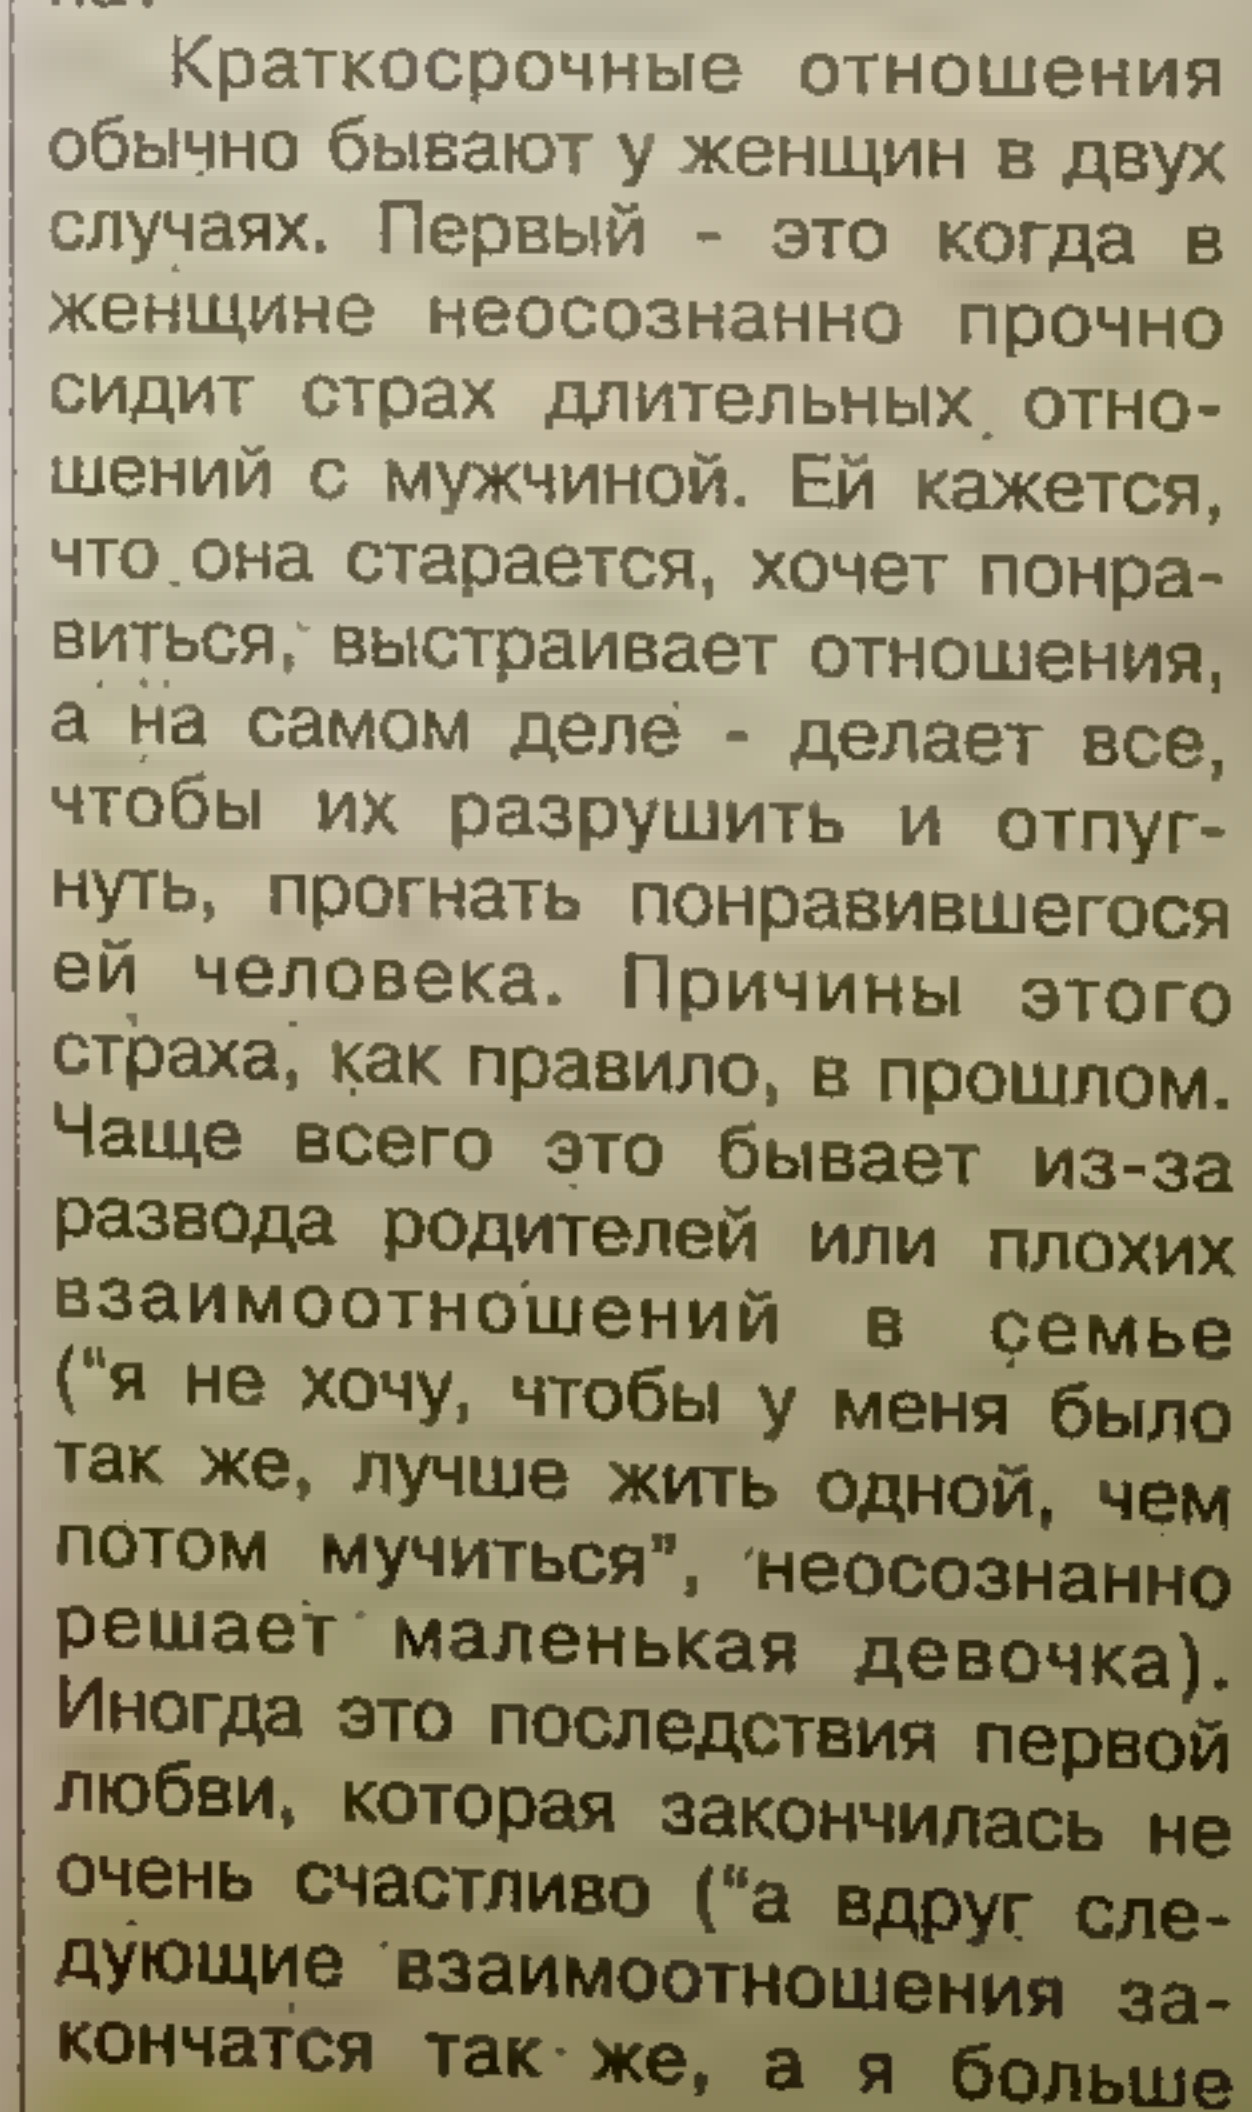 Краткосрочные отношения
обычно бывают у женщин в двух
случаях. Первый - это когда в
женщине неосознанно прочно
сидит страх длительных отно-
шений с мужчиной. Ей кажется,
что она старается, хочет понра-
виться, выстраивает отношения,
а на самом деле - делает все,
чтобы их разрушить и отпуг-
нуть, прогнать понравившегося
ей человека. Причины этого
страха, как правило, в прошлом.
Чаще всего это бывает из-за
развода родителей или плохих
взаимоотношений в семье
(“я не хочу, чтобы у меня было
так же, лучше жить одной, чем
потом мучиться”, неосознанно
решает маленькая девочка).
Иногда это последствия первой
любви, которая закончилась не
очень счастливо (“а вдруг сле-
дующие взаимоотношения за-
кончатся так же, а я больше